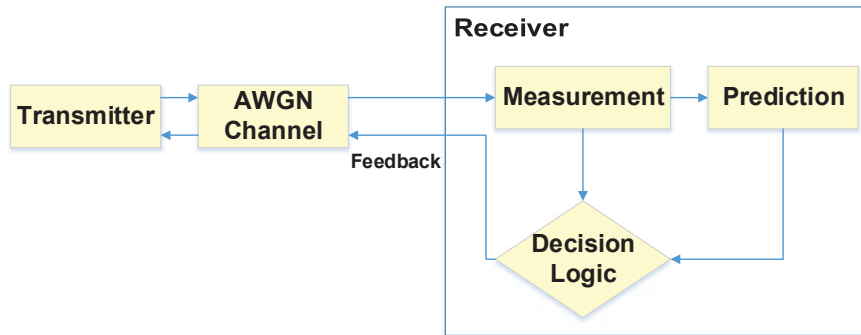 Receiver
Transmitter
AWGN
Channel
Measurement
Prediction
Feedback
Decision
Logic